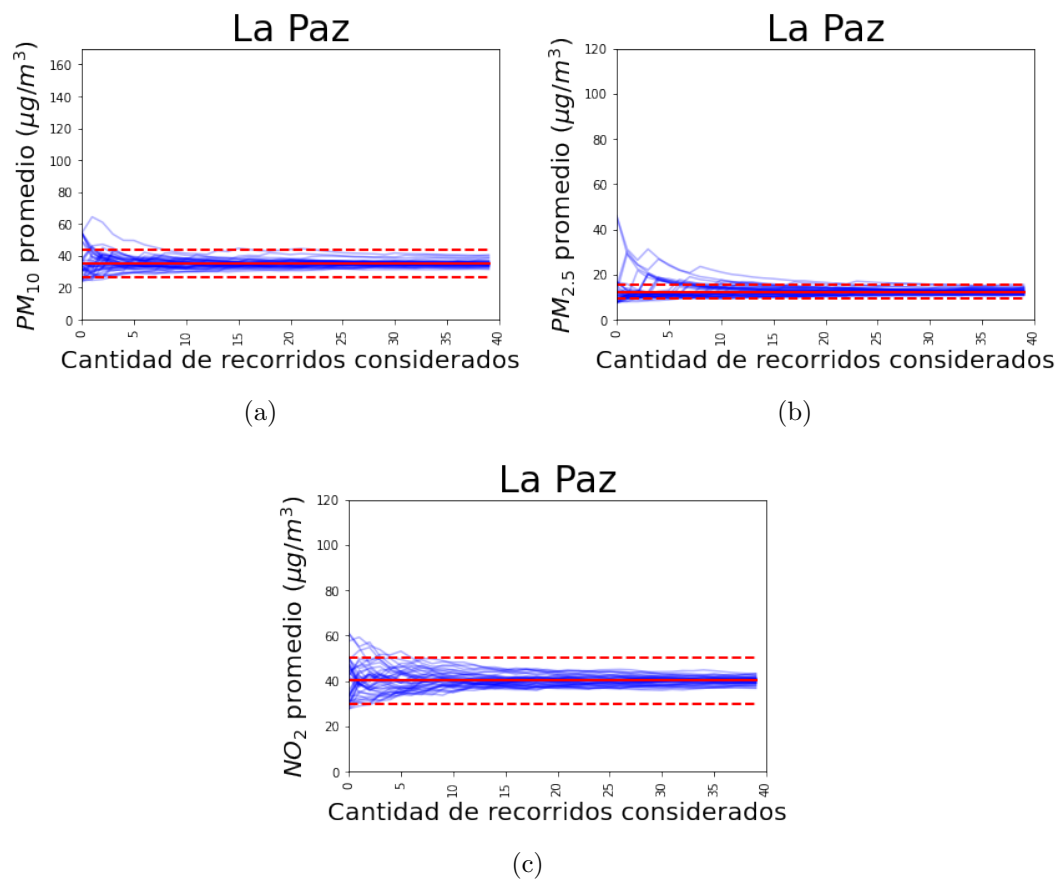 La Paz
PM10 promedio (μg/m3)
160
140
120
100
80
60
40
20
0
0 5 10 15 20 25 30 35 40
Cantidad de recorridos considerados
(a)
La Paz
PM2.5 promedio (μg/m3)
120
100
80
60
40
20
0
0 5 10 15 20 25 30 35 40
Cantidad de recorridos considerados
(b)
La Paz
NO2 promedio (μg/m3)
120
100
80
60
40
20
0
0 5 10 15 20 25 30 35 40
Cantidad de recorridos considerados
(c)